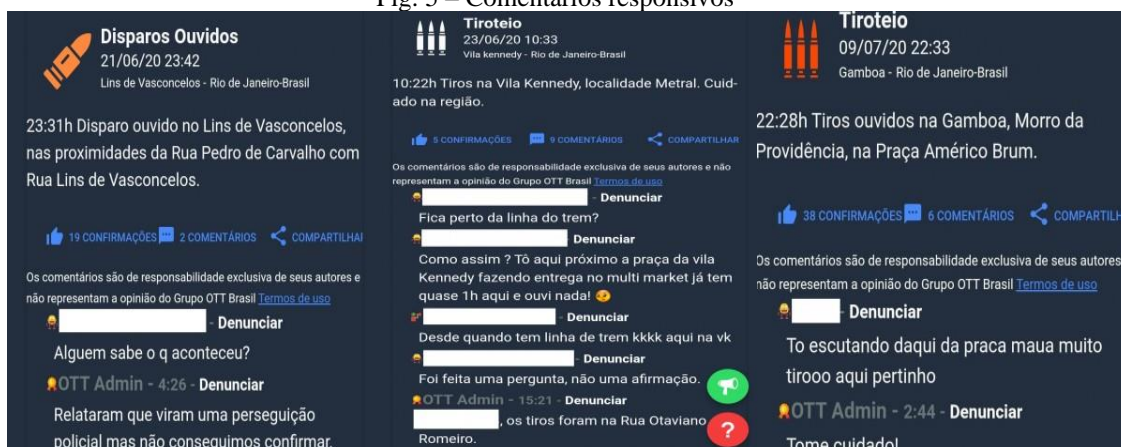 Fig. 5 – Comentários responsivos
Disparos Ouvidos
21/06/20 23:42
Lins de Vasconcelos - Rio de Janeiro-Brasil
23:31h Disparo ouvido no Lins de Vasconcelos,
nas proximidades da Rua Pedro de Carvalho com
Rua Lins de Vasconcelos.
19 CONFIRMAÇÕES 2 COMENTÁRIOS COMPARTILHAR
Os comentários são de responsabilidade exclusiva de seus autores e
não representam a opinião do Grupo OTT Brasil Termos de uso
- Denunciar
Alguem sabe o q aconteceu?
OTT Admin - 4:26 - Denunciar
Relataram que viram uma perseguição
policial mas não conseguimos confirmar.
Tiroteio
23/06/20 10:33
Vila kennedy - Rio de Janeiro-Brasil
10:22h Tiros na Vila Kennedy, localidade Metral. Cuid-
ado na região.
5 CONFIRMAÇÕES 9 COMENTÁRIOS COMPARTILHAR
Os comentários são de responsabilidade exclusiva de seus autores e não
representam a opinião do Grupo OTT Brasil Termos de uso
- Denunciar
Fica perto da linha do trem?
Denunciar
Como assim ? Tô aqui próximo a praça da vila
Kennedy fazendo entrega no multi market já tem
quase 1h aqui e ouvi nada!
- Denunciar
Desde quando tem linha de trem kkkk aqui na vk
- Denunciar
Foi feita uma pergunta, não uma afirmação.
OTT Admin - 15:21 - Denunciar
, os tiros foram na Rua Otaviano
Romeiro.
?
Tiroteio
09/07/20 22:33
Gamboa - Rio de Janeiro-Brasil
22:28h Tiros ouvidos na Gamboa, Morro da
Providência, na Praça Américo Brum.
38 CONFIRMAÇÕES 6 COMENTÁRIOS COMPARTILH
Os comentários são de responsabilidade exclusiva de seus autores
não representam a opinião do Grupo OTT Brasil Termos de uso
- Denunciar
To escutando daqui da praca maua muito
tirooo aqui pertinho
OTT Admin - 2:44 - Denunciar
Tome cuidado!